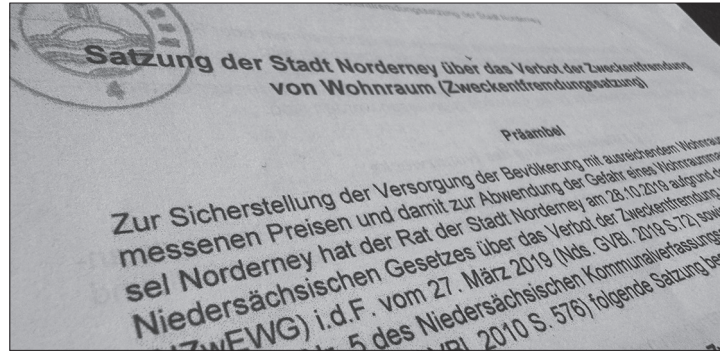 Satzung der Stadt Norderney über das Verbot der Zweckentfremdung
von Wohnraum (Zweckentfremdungssatzung)
Präambel
Zur Sicherstellung der Versorgung der Bevölkerung mit ausreichendem Wohnraum
messenen Preisen und damit zur Abwendung der Gefahr eines
sel Norderney hat der Rat der Stadt Norderney am 28.10.2019 aufgrund
Niedersächsischen Gesetzes über das Verbot der Zweckentfremdung
NZwEWG) i.d.F. vom 27. März 2019 (Nds. GVBl. 2019 S.72) sowie
5 des Niedersächsischen
2010 S. 576) folgende Satzung
4